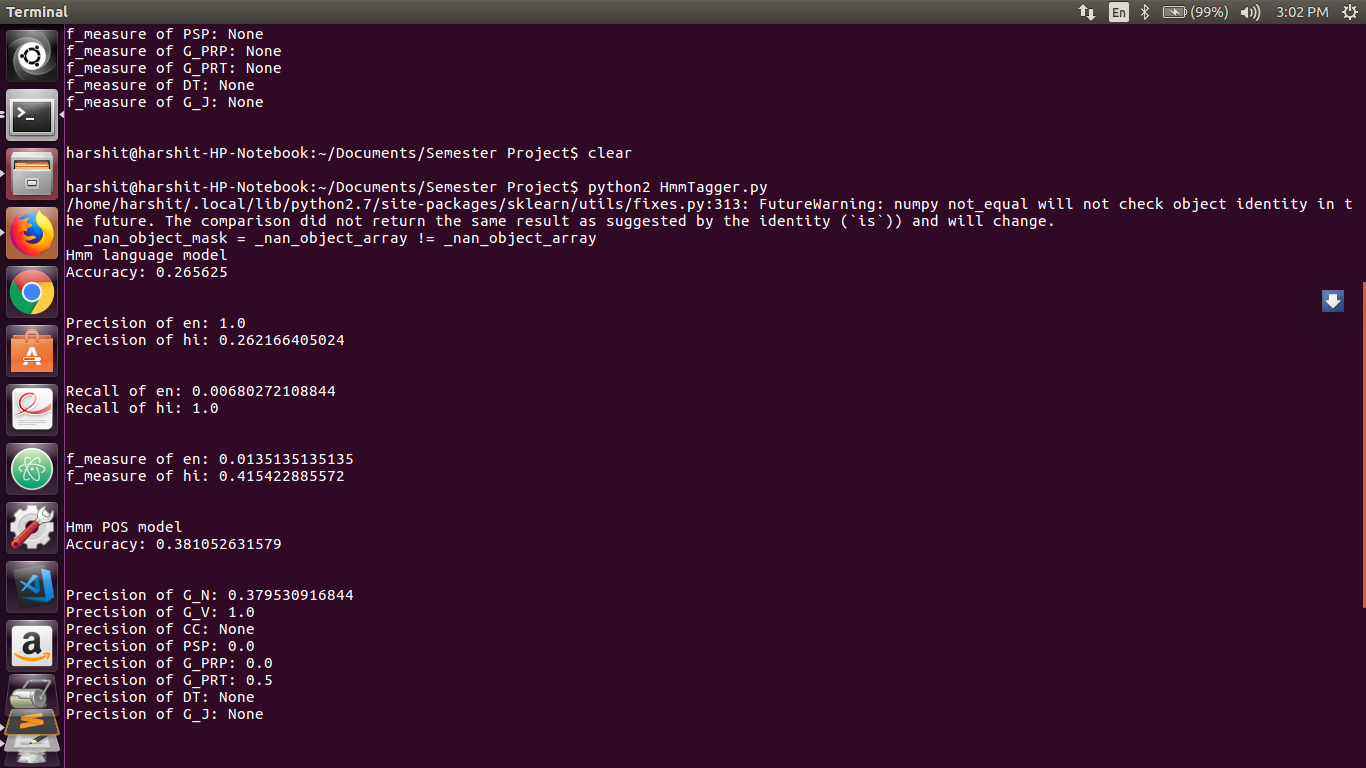 Terminal
En
(99%)
3:02 PM
f_measure of PSP: None
f_measure of G_PRP: None
f_measure of G_PRT: None
f_measure of DT: None
f_measure of G_J: None
harshit@harshit-HP-Notebook:~/Documents/Semester Project$ clear
harshit@harshit-HP-Notebook:~/Documents/Semester Project$ python2 HmmTagger.py
/home/harshit/.local/lib/python2.7/site-packages/sklearn/utils/fixes.py:313: FutureWarning: numpy not_equal will not check object identity in t
he future. The comparison did not return the same result as suggested by the identity (`is`)) and will change.
  _nan_object_mask = _nan_object_array != _nan_object_array
Hmm language model
Accuracy: 0.265625
Precision of en: 1.0
Precision of hi: 0.262166405024
Recall of en: 0.00680272108844
Recall of hi: 1.0
f_measure of en: 0.0135135135135
f_measure of hi: 0.415422885572
Hmm POS model
Accuracy: 0.381052631579
Precision of G_N: 0.379530916844
Precision of G_V: 1.0
Precision of CC: None
Precision of PSP: 0.0
Precision of G_PRP: 0.0
Precision of G_PRT: 0.5
Precision of DT: None
Precision of G_J: None